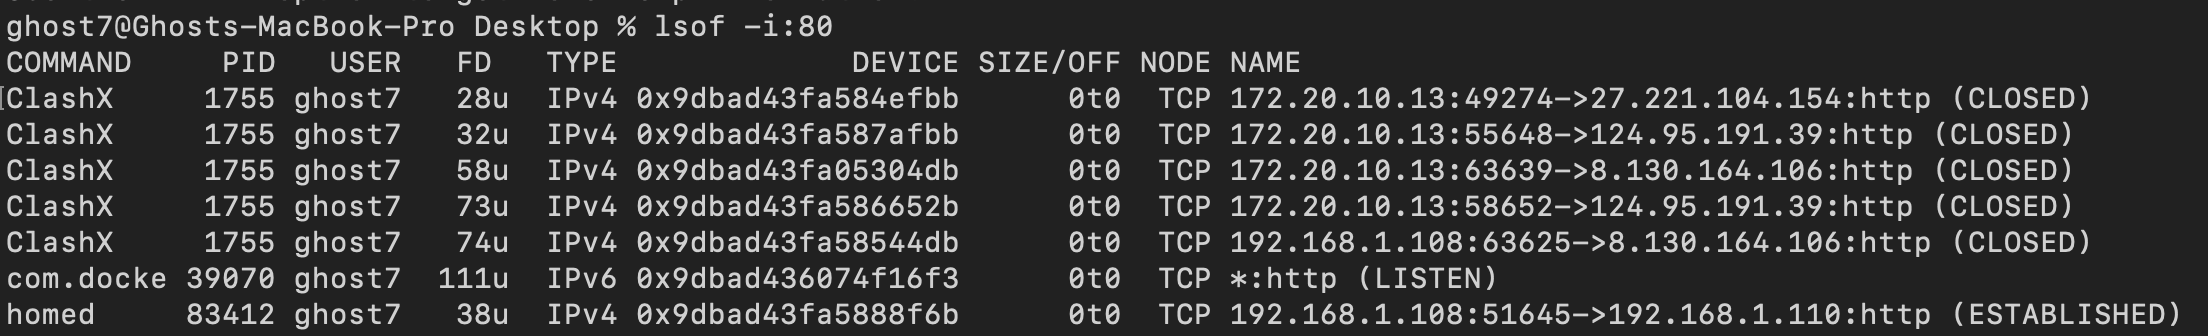 ghost7@Ghosts-MacBook-Pro Desktop % lsof -i:80
COMMAND     PID    USER   FD   TYPE             DEVICE SIZE/OFF NODE NAME
ClashX     1755 ghost7   28u  IPv4 0x9dbad43fa584efbb      0t0  TCP 172.20.10.13:49274->27.221.104.154:http (CLOSED)
ClashX     1755 ghost7   32u  IPv4 0x9dbad43fa587afbb      0t0  TCP 172.20.10.13:55648->124.95.191.39:http (CLOSED)
ClashX     1755 ghost7   58u  IPv4 0x9dbad43fa05304db      0t0  TCP 172.20.10.13:63639->8.130.164.106:http (CLOSED)
ClashX     1755 ghost7   73u  IPv4 0x9dbad43fa586652b      0t0  TCP 172.20.10.13:58652->124.95.191.39:http (CLOSED)
ClashX     1755 ghost7   74u  IPv4 0x9dbad43fa58544db      0t0  TCP 192.168.1.108:63625->8.130.164.106:http (CLOSED)
com.docke 39070 ghost7  111u  IPv6 0x9dbad436074f16f3      0t0  TCP *:http (LISTEN)
homed     83412 ghost7   38u  IPv4 0x9dbad43fa5888f6b      0t0  TCP 192.168.1.108:51645->192.168.1.110:http (ESTABLISHED)